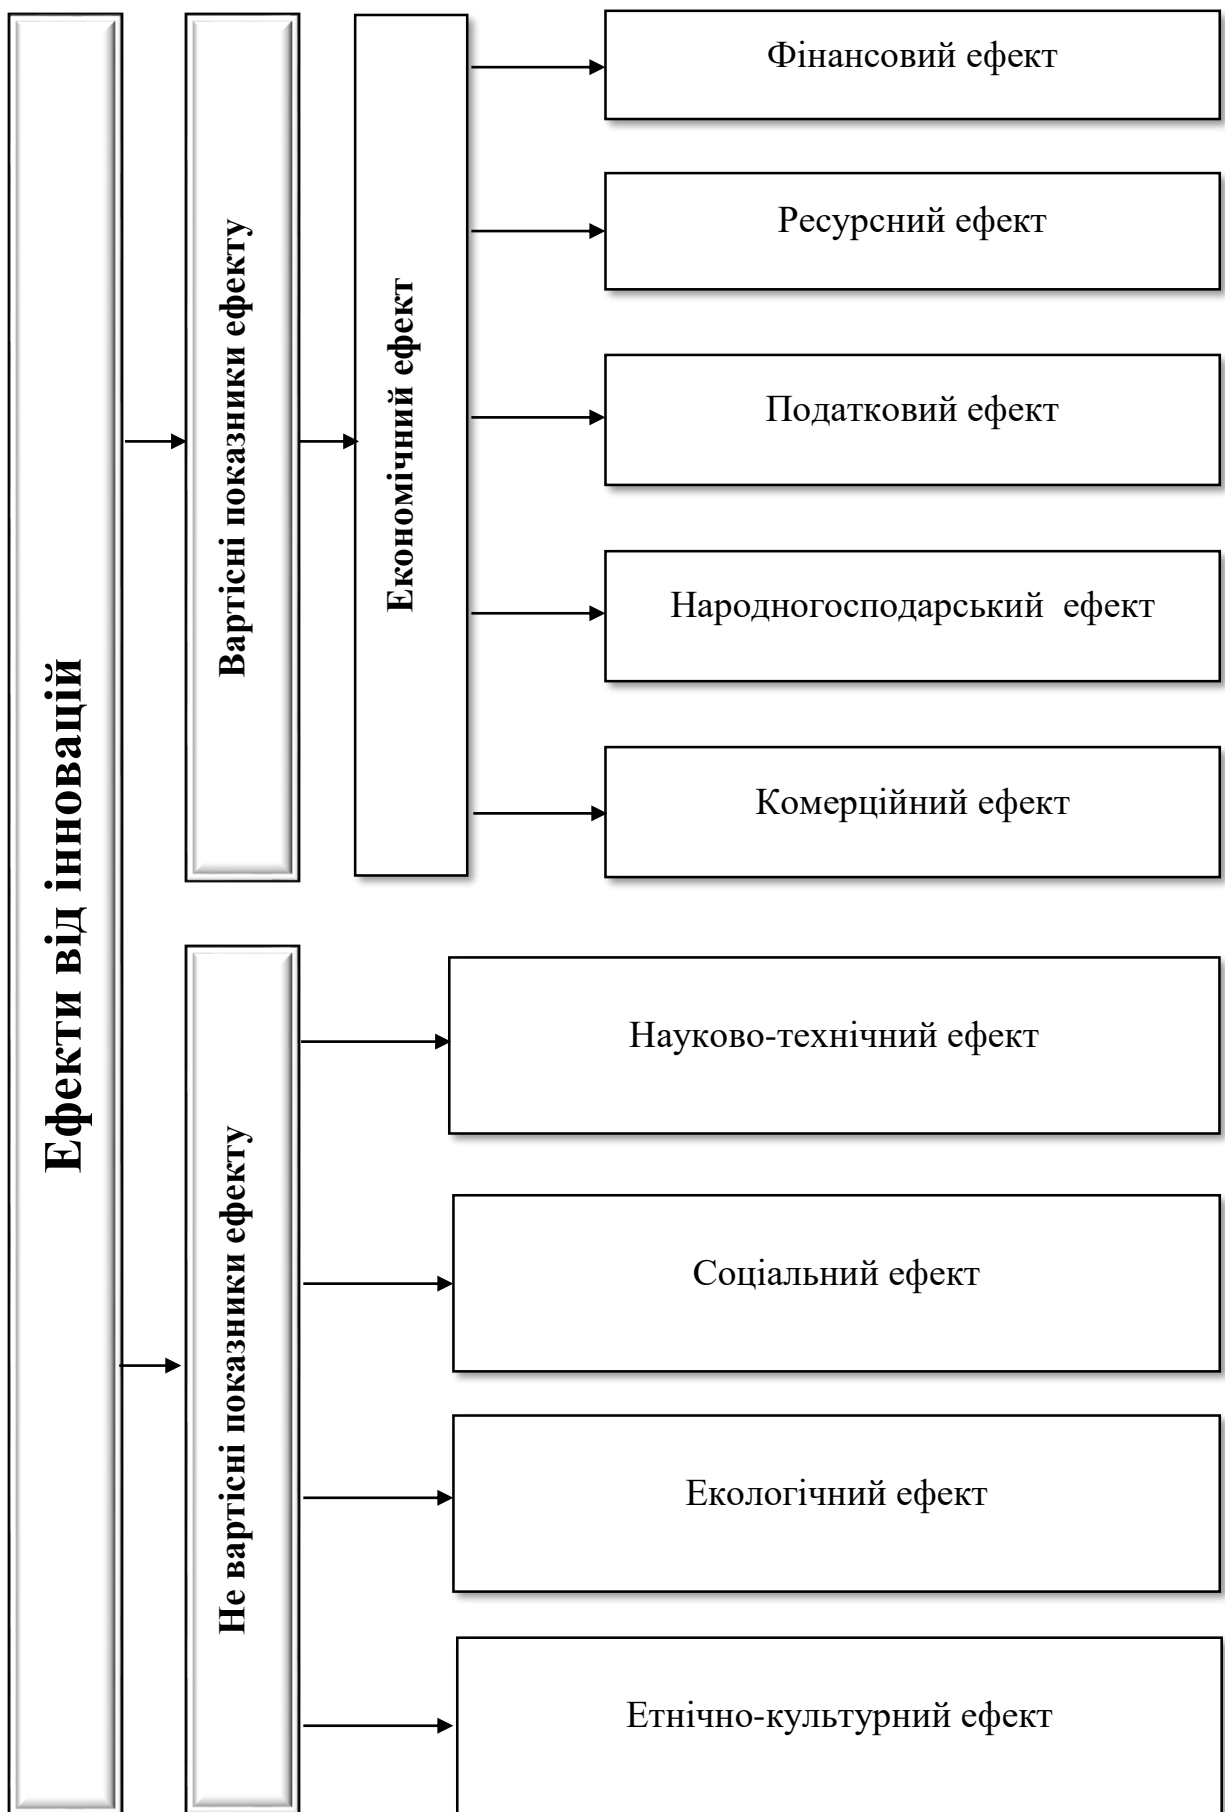 Ефекти від інновацій
Вартісні показники ефекту
Економічний ефект
Фінансовий ефект
Ресурсний ефект
Податковий ефект
Народногосподарський ефект
Комерційний ефект
Не вартісні показники ефекту
Науково-технічний ефект
Соціальний ефект
Екологічний ефект
Етнічно-культурний ефект